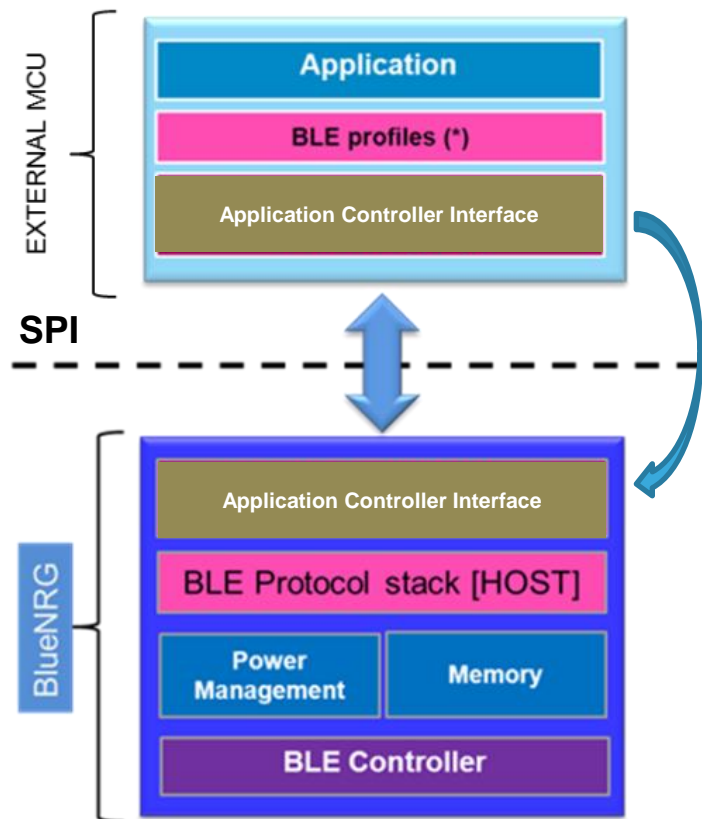 EXTERNAL MCU
Application
BLE profiles (*)
Application Controller Interface
SPI
BlueNRG
Application Controller Interface
BLE Protocol stack [HOST]
Power
Management
Memory
BLE Controller